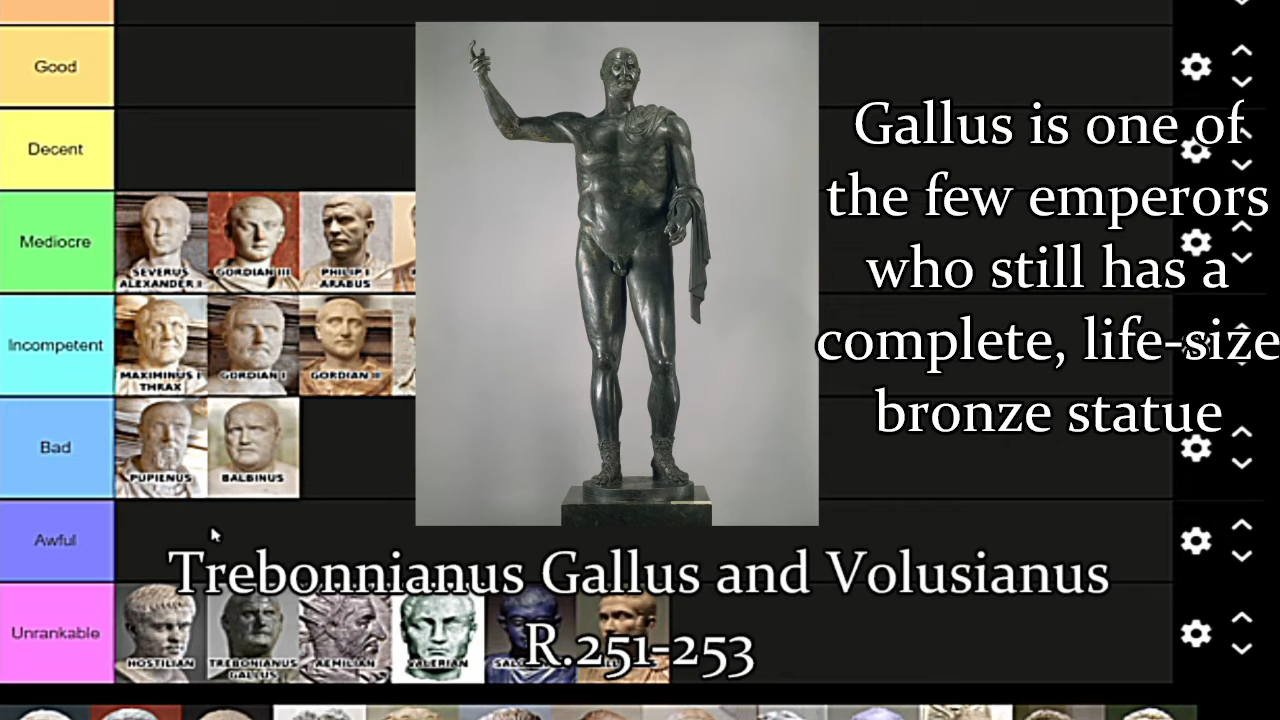 Good
Decent
Mediocre
SEVERUS
ALEXANDER I
GORDIAN III
PHILIP I
ARABUS
Incompetent
MAXIMINUS I
THRAX
GORDIAN I
GORDIAN II
Bad
PUPIENUS
BALBINUS
Awful
Unrankable
HOSTILIAN
TREBONIANUS
GALLUS
AEMILIAN
VALERIAN
Gallus is one of
the few emperors
who still has a
complete, life-size
bronze statue
Trebonnianus Gallus and Volusianus
R.251-253